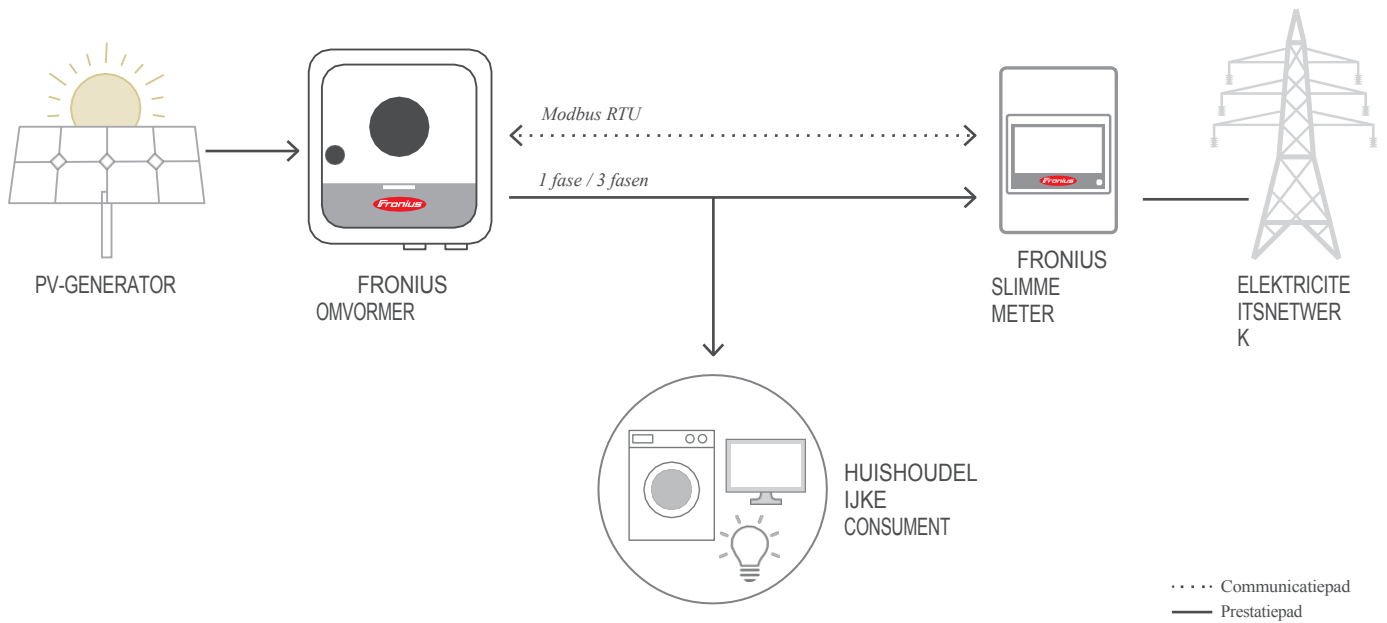 Modbus RTU
1 fase / 3 fasen
Fronius
Fronius
PV-GENERATOR
FRONIUS
OMVORMER
FRONIUS
SLIMME
METER
ELEKTRICITE
ITSNETWER
K
HUISHOUDEL
IJKE
CONSUMENT
Communicatiepad
Prestatiepad